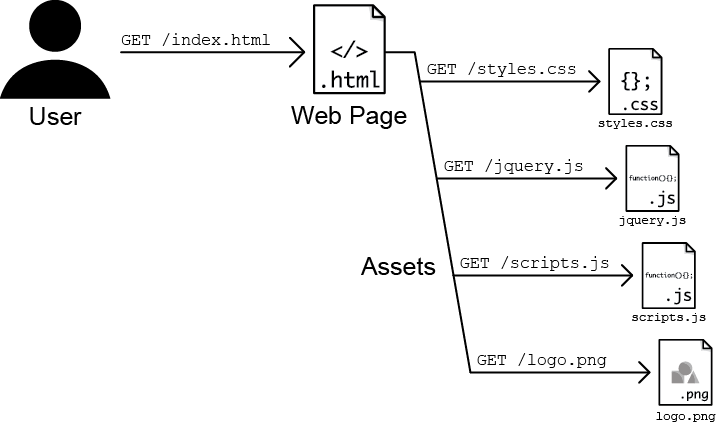 GET /index.html
</>
.html
User
Web Page
GET /styles.css
{};
.css
styles.css
GET /jquery.js
function(){};
.js
jquery.js
Assets
GET /scripts.js
function(){};
.js
scripts.js
GET /logo.png
.png
logo.png